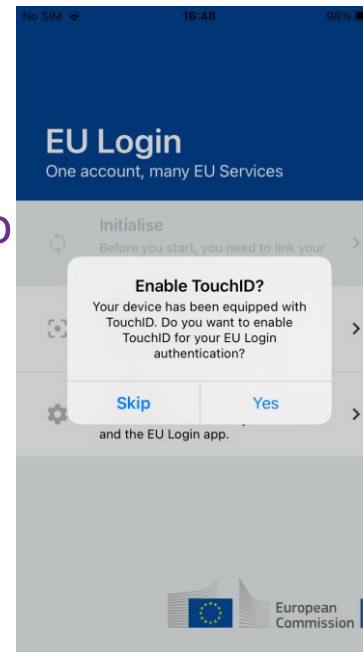 No SIM 16:48 98%
EU Login
One account, many EU Services
Initialise
Before you start, you need to link your
Enable TouchID?
Your device has been equipped with
TouchID. Do you want to enable
TouchID for your EU Login
authentication?
Skip Yes
and the EU Login app.
European
Commission